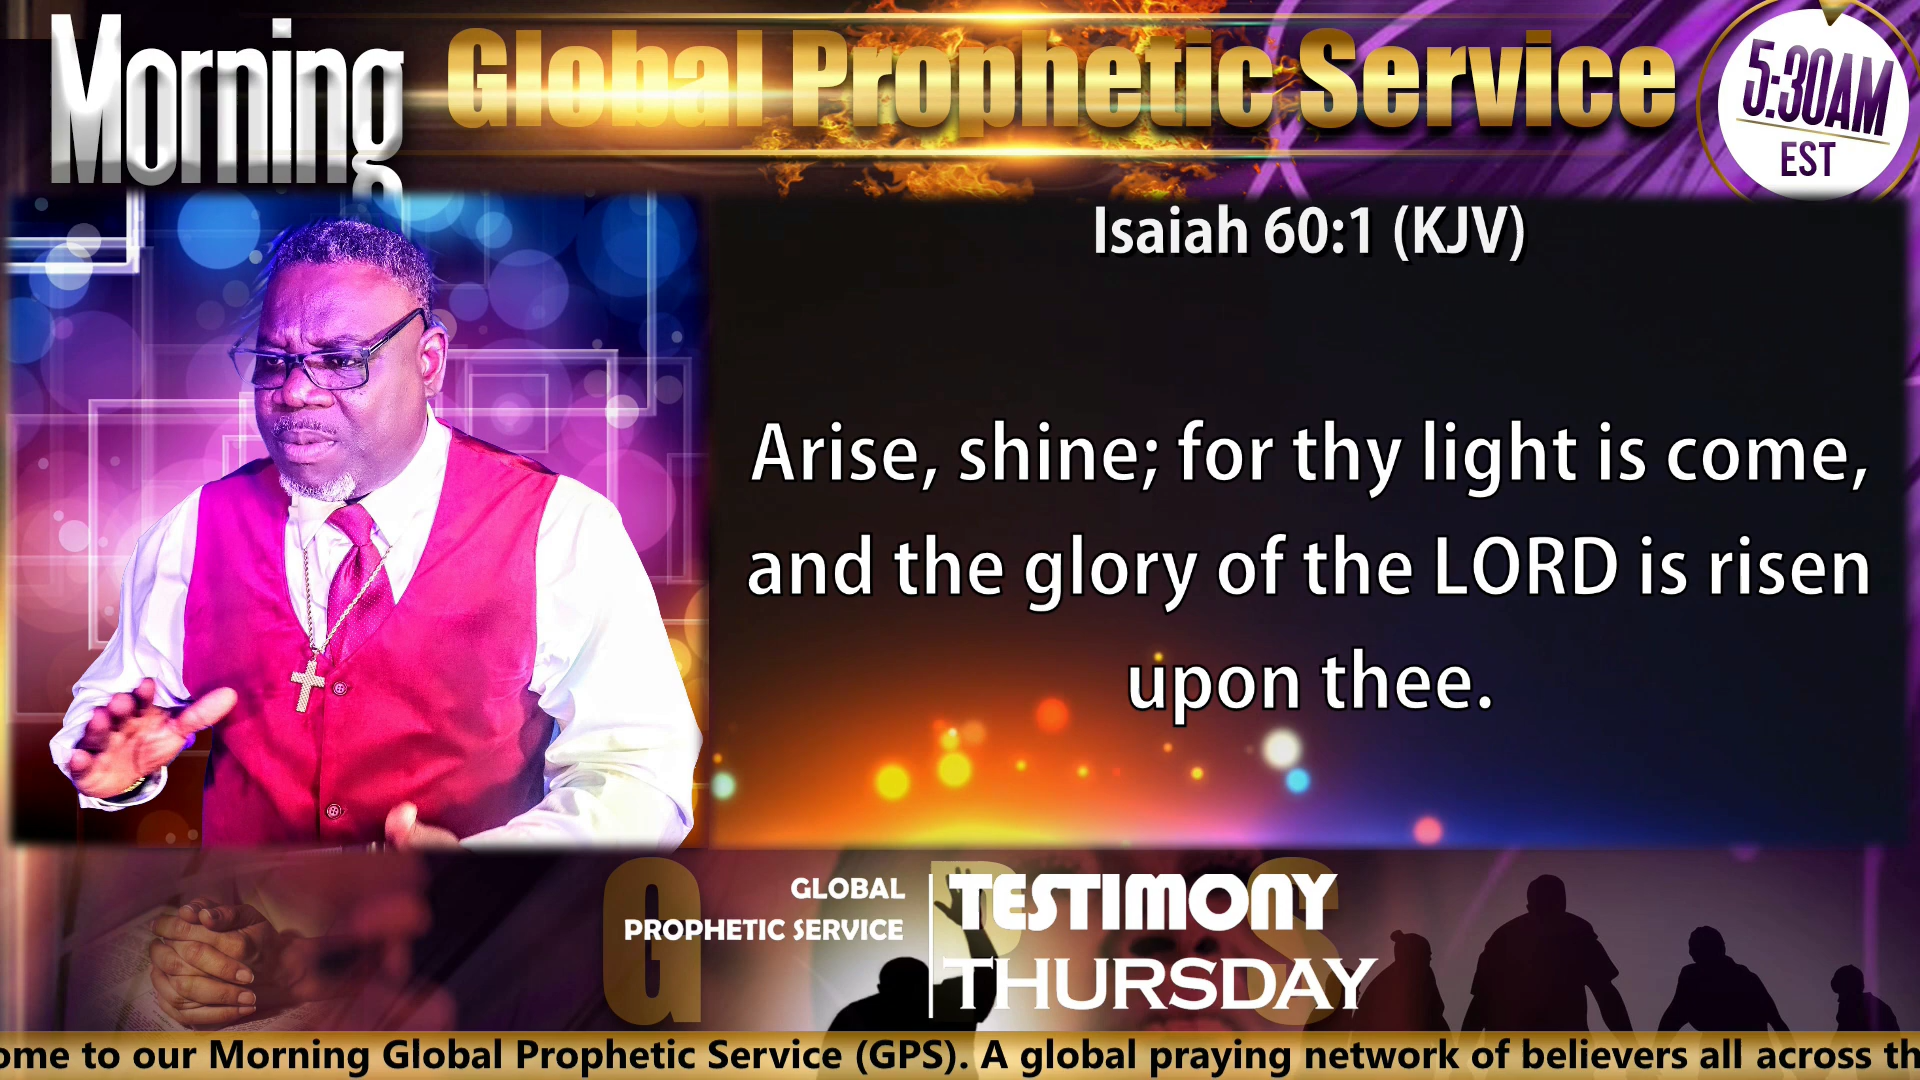 Morning
Global Prophetic Service
5:30AM
EST
Isaiah 60:1 (KJV)
Arise, shine; for thy light is come,
and the glory of the LORD is risen
upon thee.
G P S
GLOBAL
PROPHETIC SERVICE
TESTIMONY
THURSDAY
ome to our Morning Global Prophetic Service (GPS). A global praying network of believers all across th